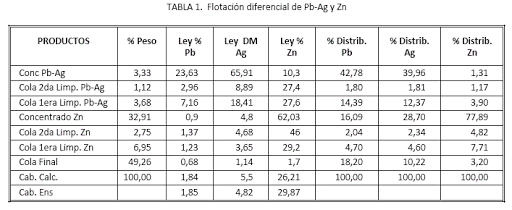 TABLA 1. Flotación diferencial de Pb-Ag y Zn
PRODUCTOS % Peso Ley % Pb Ley DM Ag Ley % Zn % Distrib. Pb % Distrib. Ag % Distrib. Zn
Conc Pb-Ag 3,33 23,63 65,91 10,3 42,78 39,96 1,31
Cola 2da Limp. Pb-Ag 1,12 2,96 8,89 27,4 1,80 1,81 1,17
Cola 1era Limp. Pb-Ag 3,68 7,16 18,41 27,6 14,39 12,37 3,90
Concentrado Zn 32,91 0,9 4,8 62,03 16,09 28,70 77,89
Cola 2da Limp. Zn 2,75 1,37 4,68 46 2,04 2,34 4,82
Cola 1era Limp. Zn 6,95 1,23 3,65 29,2 4,70 4,60 7,71
Cola Final 49,26 0,68 1,14 1,7 18,20 10,22 3,20
Cab. Calc. 100,00 1,84 5,5 26,21 100,00 100,00 100,00
Cab. Ens 1,85 4,82 29,87